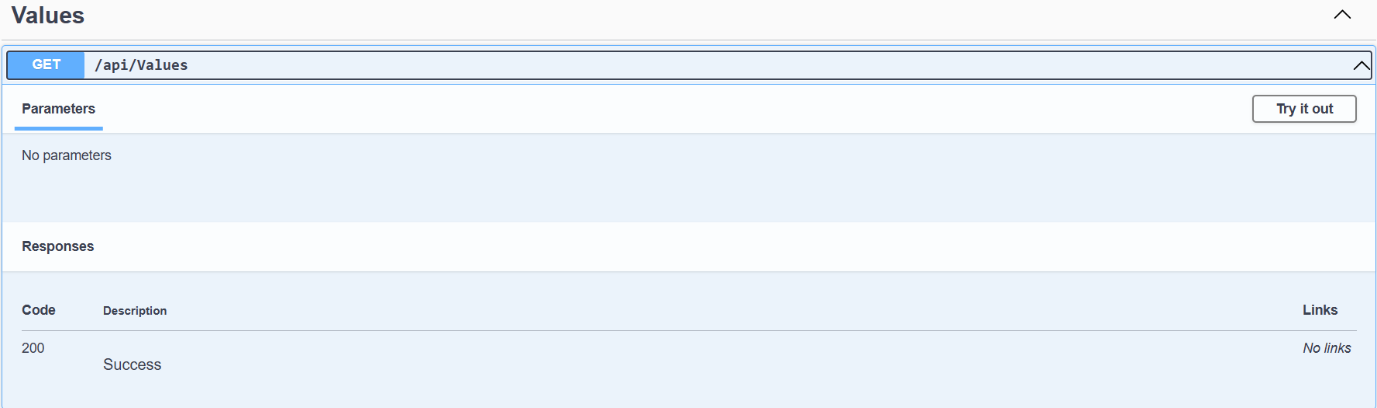 Values
GET /api/Values
Parameters Try it out
No parameters
Responses
Code Description Links
200 Success No links